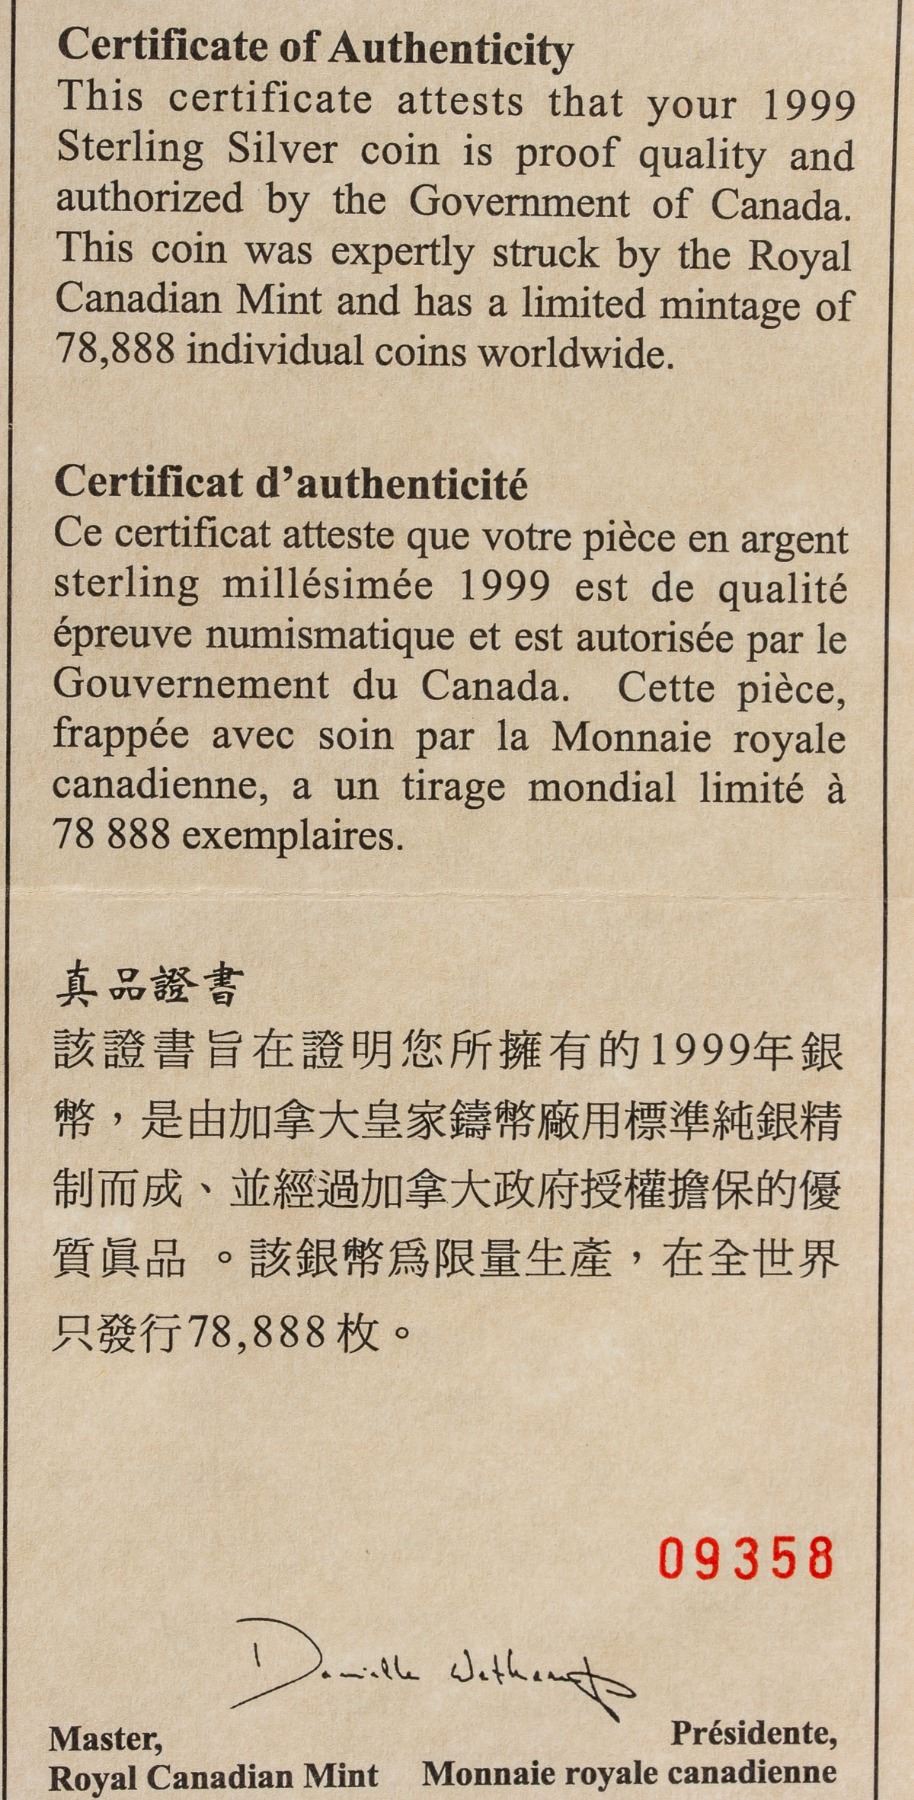 Certificate of Authenticity
This certificate attests that your 1999
Sterling Silver coin is proof quality and
authorized by the Government of Canada.
This coin was expertly struck by the Royal
Canadian Mint and has a limited mintage of
78,888 individual coins worldwide.
Certificat d'authenticité
Ce certificat atteste que votre pièce en argent
sterling millésimée 1999 est de qualité
épreuve numismatique et est autorisée par le
Gouvernement du Canada. Cette pièce,
frappée avec soin par la Monnaie royale
canadienne, a un tirage mondial limité à
78 888 exemplaires.
真品證書
該證書旨在證明您所擁有的1999年銀
幣，是由加拿大皇家鑄幣廠用標準純銀精
制而成、並經過加拿大政府授權擔保的優
質眞品 。該銀幣爲限量生產，在全世界
只發行78,888枚。
09358
Danielle
Master,
Royal Canadian Mint
Présidente,
Monnaie royale canadienne